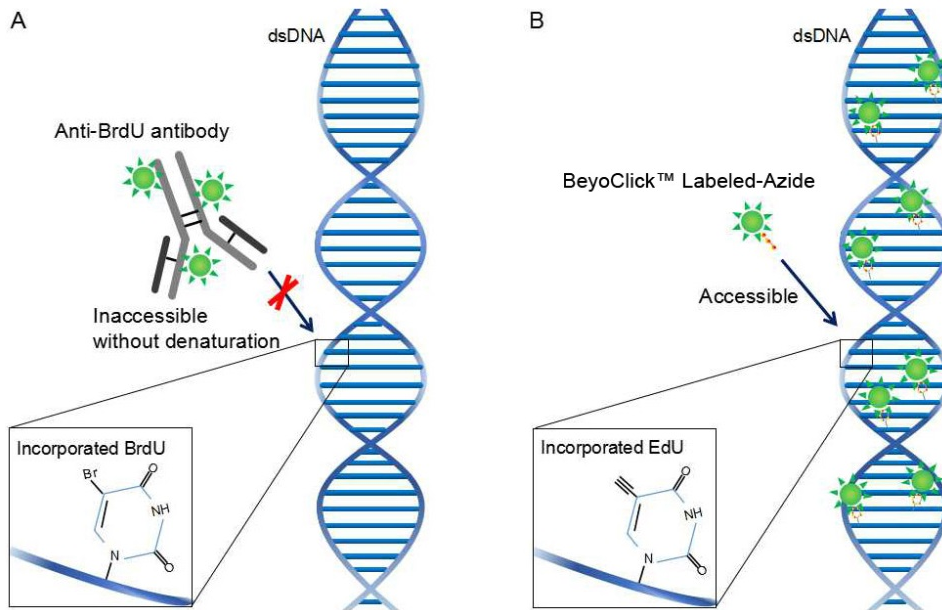 A
dsDNA
Anti-BrdU antibody
Inaccessible
without denaturation
Incorporated BrdU
Br
O
NH
N
O
B
dsDNA
BeyoClick™ Labeled-Azide
Accessible
Incorporated EdU
O
NH
N
O